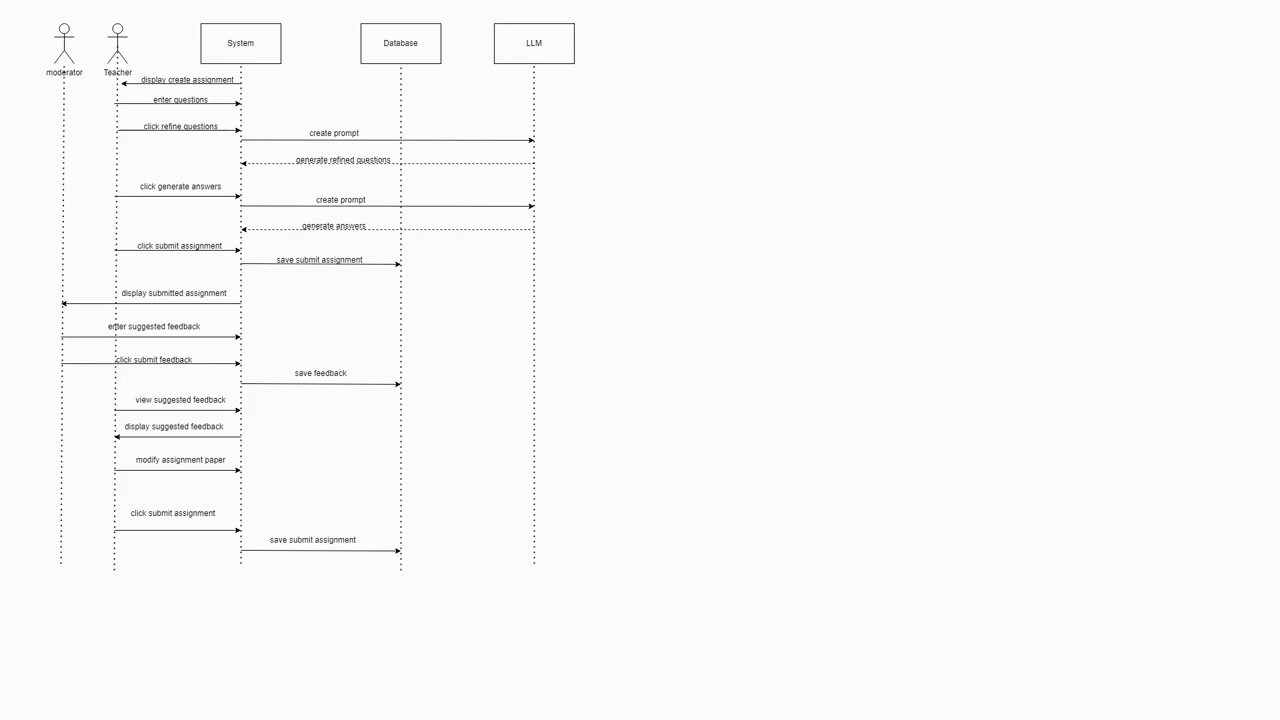 System
Database
LLM
moderator
Teacher
display create assignment
enter questions
click refine questions
create prompt
generate refined questions
click generate answers
create prompt
generate answers
click submit assignment
save submit assignment
display submitted assignment
enter suggested feedback
click submit feedback
save feedback
view suggested feedback
display suggested feedback
modify assignment paper
click submit assignment
save submit assignment